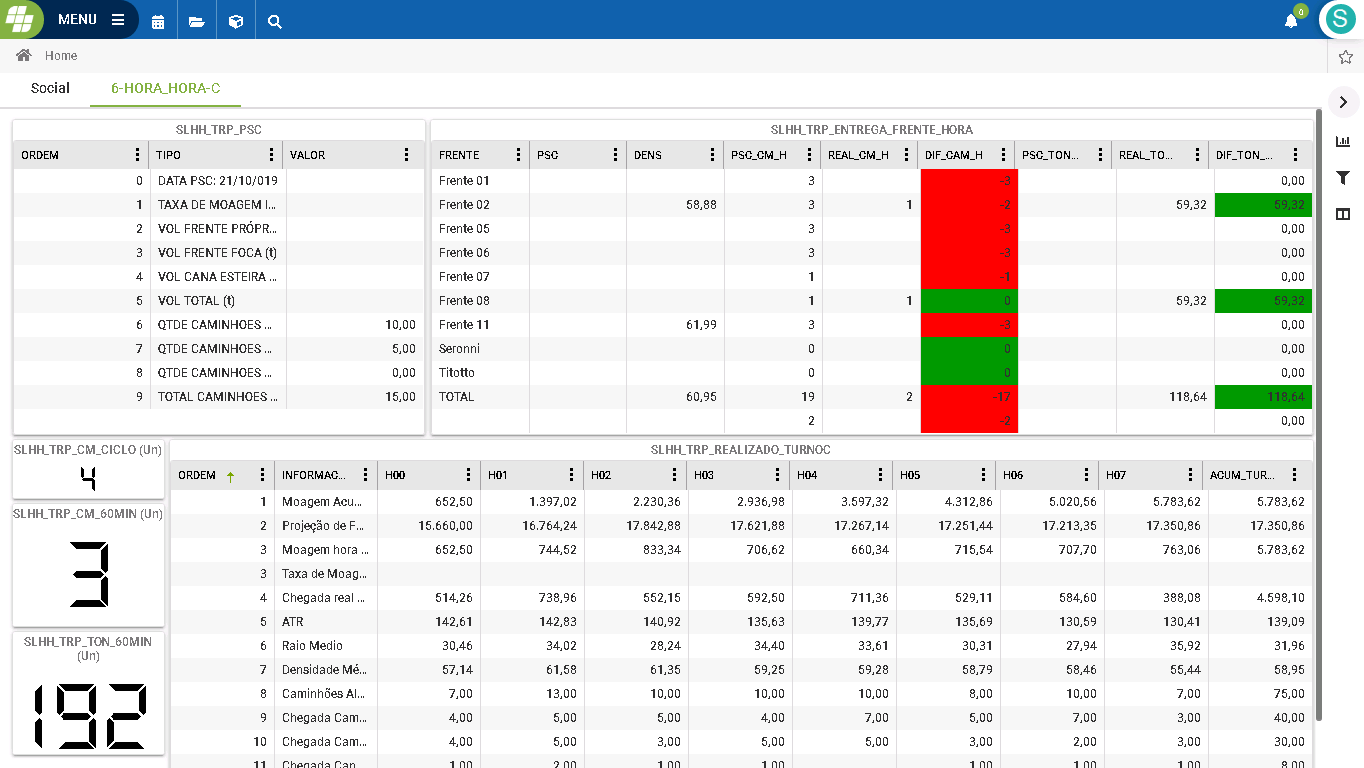 MENU
0
S
Home
Social 6-HORA_HORA-C
SLHH_TRP_PSC
ORDEM TIPO VALOR
0 DATA PSC: 21/10/019
1 TAXA DE MOAGEM I...
2 VOL FRENTE PRÓPR...
3 VOL FRENTE FOCA (t)
4 VOL CANA ESTEIRA ...
5 VOL TOTAL (t)
6 QTDE CAMINHOES ... 10,00
7 QTDE CAMINHOES ... 5,00
8 QTDE CAMINHOES ... 0,00
9 TOTAL CAMINHOES ... 15,00
SLHH_TRP_ENTREGA_FRENTE_HORA
FRENTE PSC DENS PSC_CM_H REAL_CM_H DIF_CAM_H PSC_TON... REAL_TO... DIF_TON_...
Frente 01 3 -3 0,00
Frente 02 58,88 3 1 -2 59,32 59,32
Frente 05 3 -3 0,00
Frente 06 3 -3 0,00
Frente 07 1 -1 0,00
Frente 08 1 1 0 59,32 59,32
Frente 11 61,99 3 -3 0,00
Seronni 0 0 0,00
Titotto 0 0 0,00
TOTAL 60,95 19 2 -17 118,64 118,64
2 -2 0,00
SLHH_TRP_CM_CICLO (Un)
4
SLHH_TRP_CM_60MIN (Un)
3
SLHH_TRP_TON_60MIN
(Un)
192
SLHH_TRP_REALIZADO_TURNOC
ORDEM INFORMAC... H00 H01 H02 H03 H04 H05 H06 H07 ACUM_TUR...
1 Moagem Acu... 652,50 1.397,02 2.230,36 2.936,98 3.597,32 4.312,86 5.020,56 5.783,62 5.783,62
2 Projeção de F... 15.660,00 16.764,24 17.842,88 17.621,88 17.267,14 17.251,44 17.213,35 17.350,86 17.350,86
3 Moagem hora ... 652,50 744,52 833,34 706,62 660,34 715,54 707,70 763,06 5.783,62
3 Taxa de Moag...
4 Chegada real ... 514,26 738,96 552,15 592,50 711,36 529,11 584,60 388,08 4.598,10
5 ATR 142,61 142,83 140,92 135,63 139,77 135,69 130,59 130,41 139,09
6 Raio Medio 30,46 34,02 28,24 34,40 33,61 30,31 27,94 35,92 31,96
7 Densidade Mé... 57,14 61,58 61,35 59,25 59,28 58,79 58,46 55,44 58,95
8 Caminhões Al... 7,00 13,00 10,00 10,00 10,00 8,00 10,00 7,00 75,00
9 Chegada Cam... 4,00 5,00 5,00 4,00 7,00 5,00 7,00 3,00 40,00
10 Chegada Cam... 4,00 5,00 3,00 5,00 5,00 3,00 2,00 3,00 30,00
11 Chegada Can... 1,00 2,00 1,00 1,00 1,00 1,00 1,00 8,00